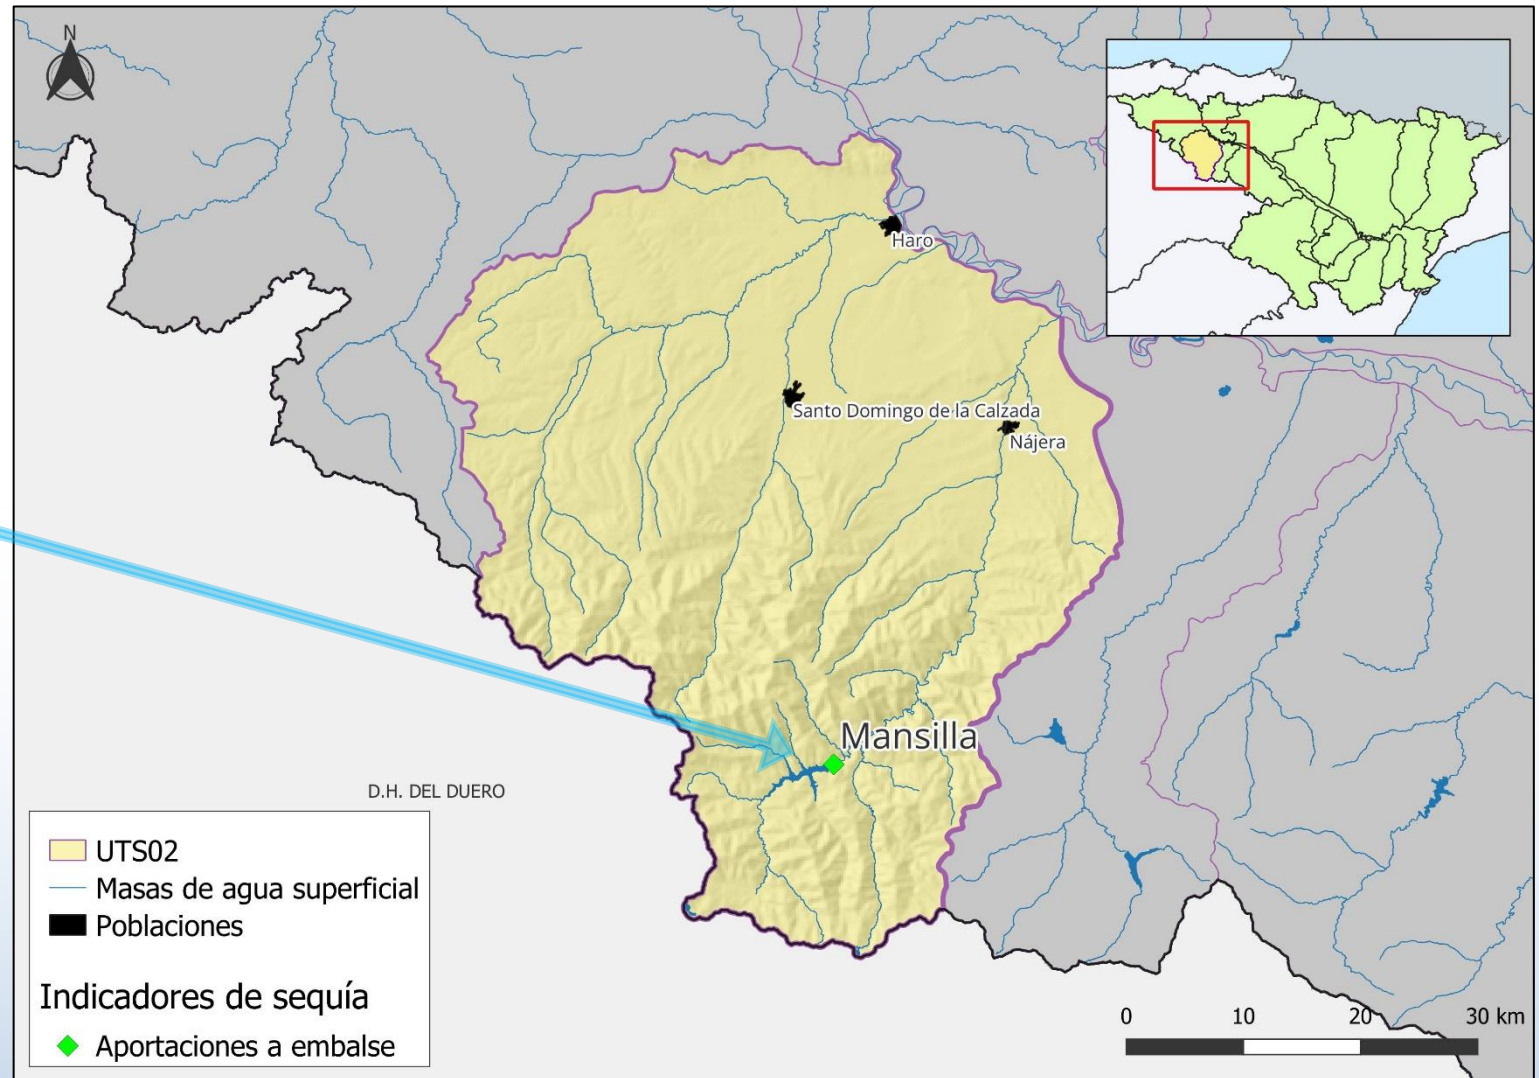 N
Haro
Santo Domingo de la Calzada
Nájera
Mansilla
D.H. DEL DUERO
UTS02
Masas de agua superficial
Poblaciones
Indicadores de sequía
Aportaciones a embalse
0 10 20 30 km